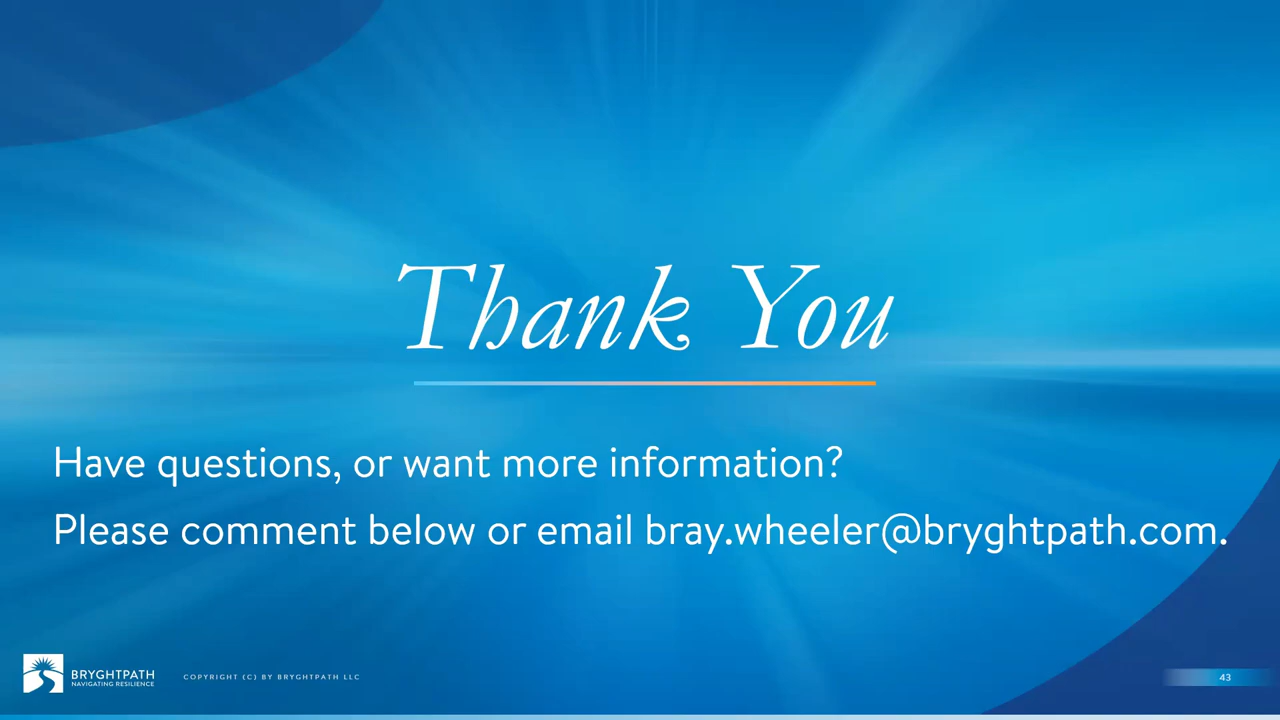 Thank You
Have questions, or want more information?
Please comment below or email bray.wheeler@bryghtpath.com.
BRYGHTPATH
NAVIGATING RESILIENCE
COPYRIGHT (C) BY BRYGHTPATH LLC
43